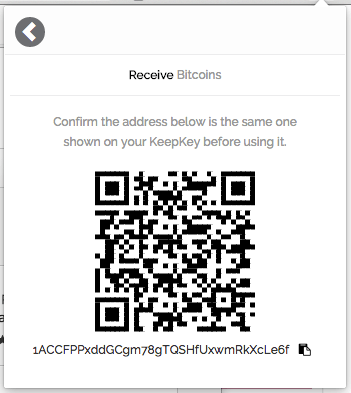 Receive Bitcoins
Confirm the address below is the same one
shown on your KeepKey before using it.
1ACCFPPxddGCgm78gTQSHfUxwmRkXcLe6f